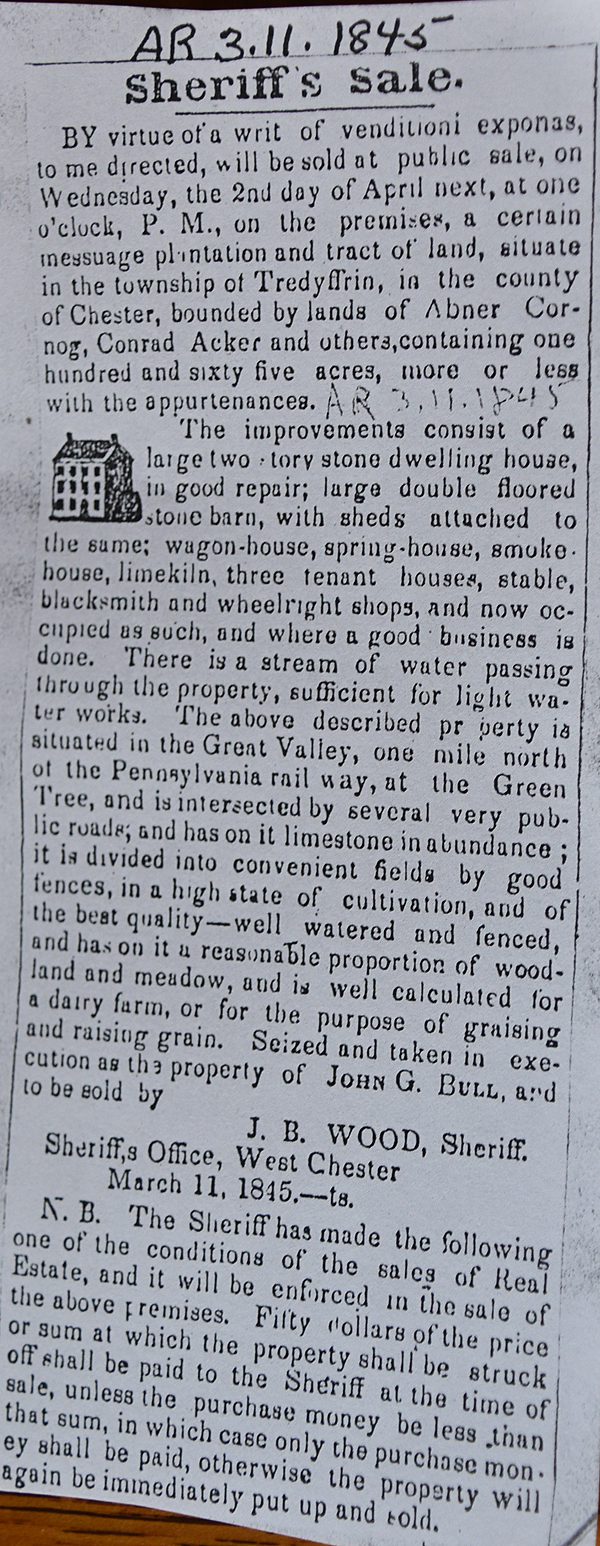 AR 3.11.1845
Sheriff's Sale.
BY virtue of a writ of venditioni exponas,
to me directed, will be sold at public sale, on
Wednesday, the 2nd day of April next, at one
o'clock, P. M., on the premises, a certain
messuage plantation and tract of land, situate
in the township of Tredyffrin, in the county
of Chester, bounded by lands of Abner Cor-
nog, Conrad Acker and others,containing one
hundred and sixty five acres, more or less
with the appurtenances. AR 3.11.1845
The improvements consist of a
large two story stone dwelling house,
in good repair; large double floored
stone barn, with sheds attached to
the same; wagon-house, spring-house, smoke-
house, limekiln, three tenant houses, stable,
blacksmith and wheelright shops, and now oc-
cupied as such, and where a good business is
done. There is a stream of water passing
through the property, sufficient for light wa-
ter works. The above described pr perty is
situated in the Great Valley, one mile north
of the Pennsylvania rail way, at the Green
Tree, and is intersected by several very pub-
lic roads; and has on it limestone in abundance;
it is divided into convenient fields by good
fences, in a high state of cultivation, and of
the best quality—well watered and fenced,
and has on it a reasonable proportion of wood-
land and meadow, and is well calculated for
a dairy farm, or for the purpose of graising
and raising grain. Seized and taken in exe-
cution as the property of JOHN G. BULL, and
to be sold by
J. B. WOOD, Sheriff.
Sheriff,s Office, West Chester
March 11, 1845.—ts.
N. B. The Sheriff has made the following
one of the conditions of the sales of Real
Estate, and it will be enforced in the sale of
the above premises. Fifty dollars of the price
or sum at which the property shall be struck
off shall be paid to the Sheriff at the time of
sale, unless the purchase money be less than
that sum, in which case only the purchase mon-
ey shall be paid, otherwise the property will
again be immediately put up and sold.